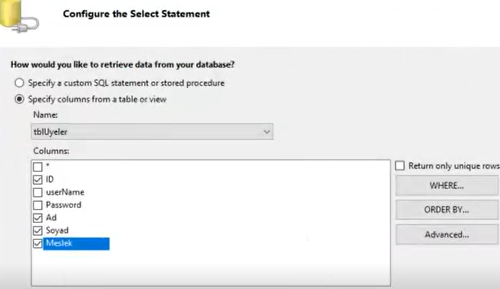 Configure the Select Statement
How would you like to retrieve data from your database?
Specify a custom SQL statement or stored procedure
Specify columns from a table or view
Name:
tblUyeler
Columns:
*
Return only unique rows
ID
WHERE...
userName
Password
ORDER BY...
Ad
Soyad
Advanced...
Meslek